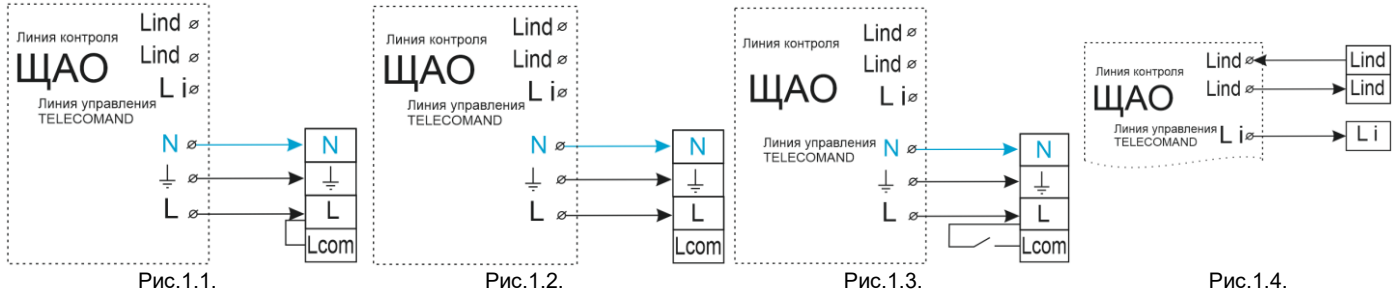 Линия контроля
ЩАО
Линия управления
TELECOMAND
Lind
Lind
L i
N
L
N
L
Lcom
Рис.1.1.
Линия контроля
ЩАО
Линия управления
TELECOMAND
Lind
Lind
L i
N
L
N
L
Lcom
Рис.1.2.
Линия контроля
ЩАО
Линия управления
TELECOMAND
Lind
Lind
L i
N
L
N
L
Lcom
Рис.1.3.
Линия контроля
ЩАО
Линия управления
TELECOMAND
Lind
Lind
L i
Lind
Lind
L i
Рис.1.4.